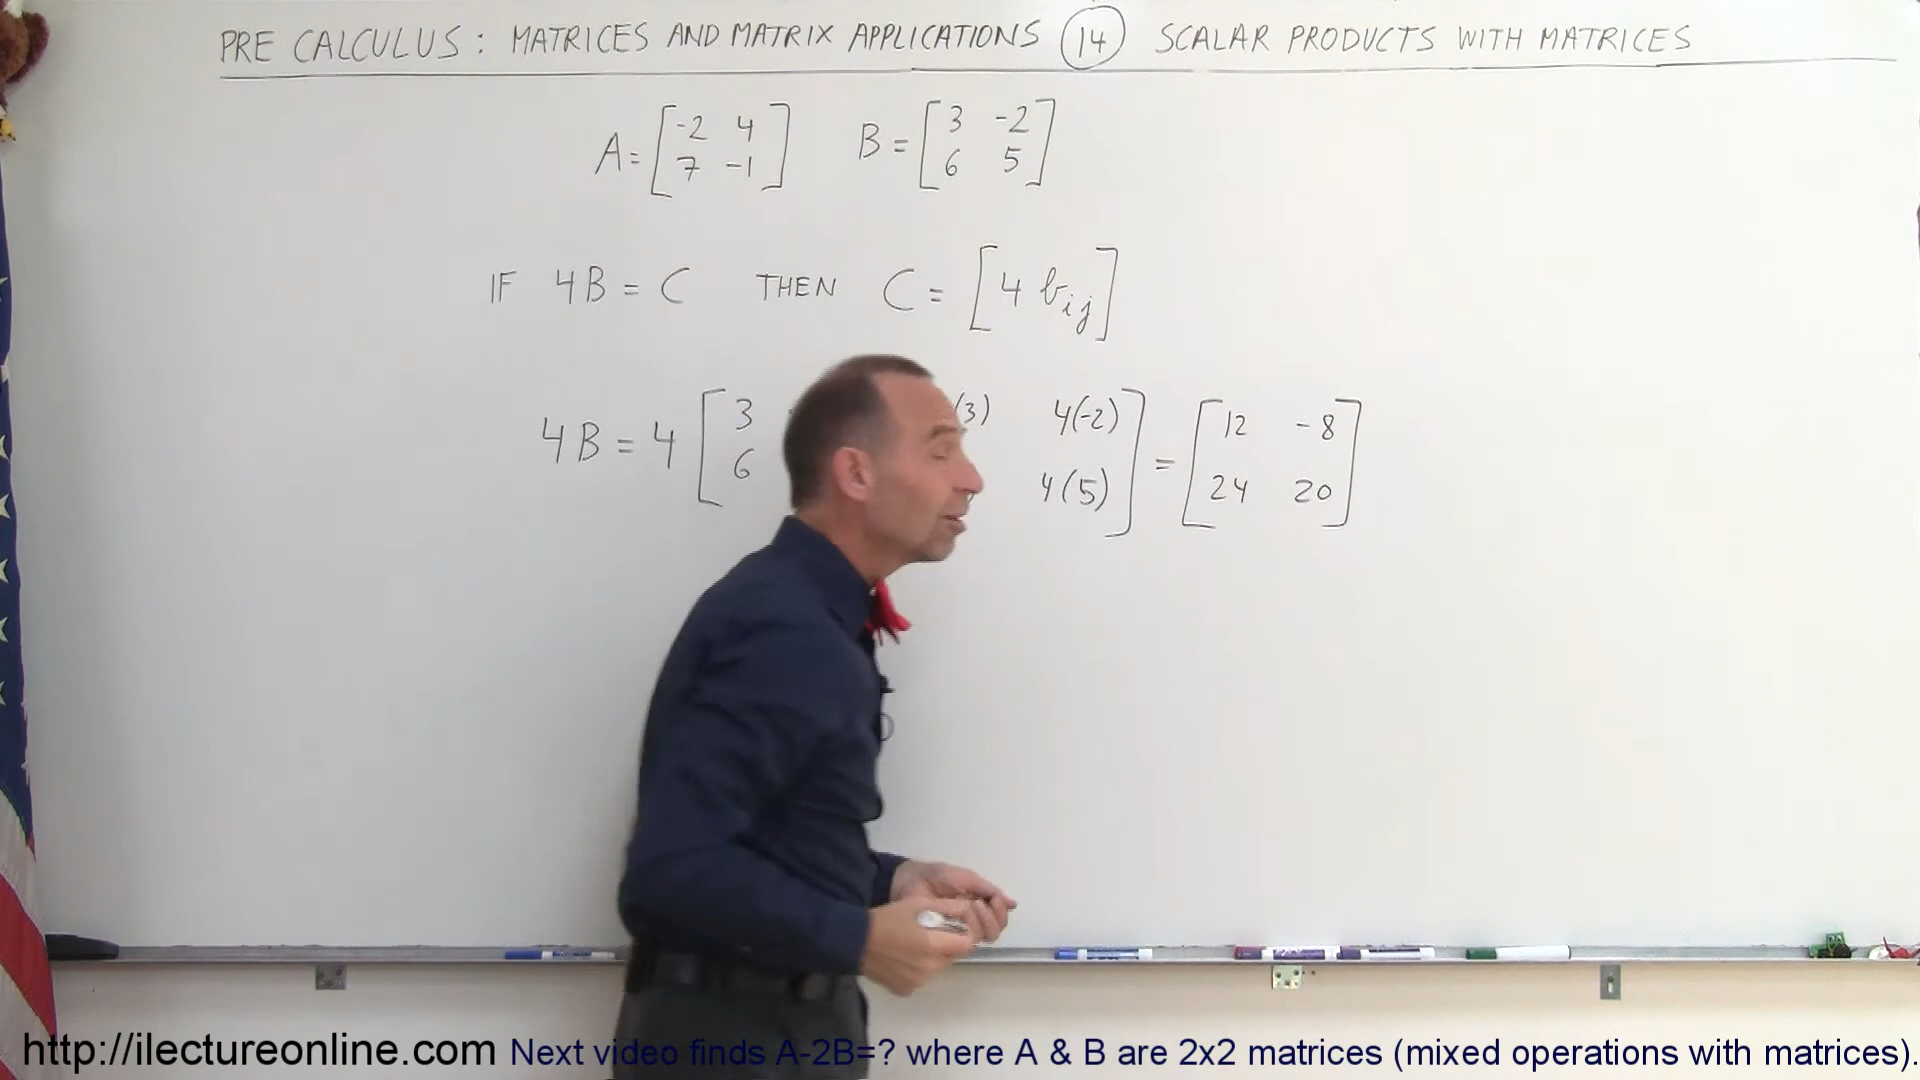 PRE CALCULUS: MATRICES AND MATRIX APPLICATIONS 14 SCALAR PRODUCTS WITH MATRICES
A= [-2 4 B = [3 -2
7 -1] 6 5]
IF 4B = C THEN C = [4 bij]
4B = 4 [3 (3) 4(-2)] = [12 -8
6 4(5)] 24 20]
http://ilectureonline.com Next video finds A-2B=? where A & B are 2x2 matrices (mixed operations with matrices).